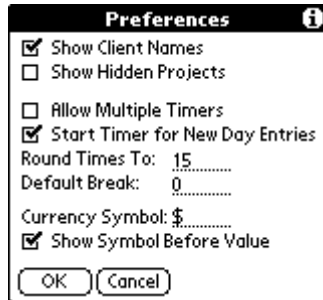 Preferences
Show Client Names
Show Hidden Projects
Allow Multiple Timers
Start Timer for New Day Entries
Round Times To: 15
Default Break: 0
Currency Symbol: $
Show Symbol Before Value
OK Cancel